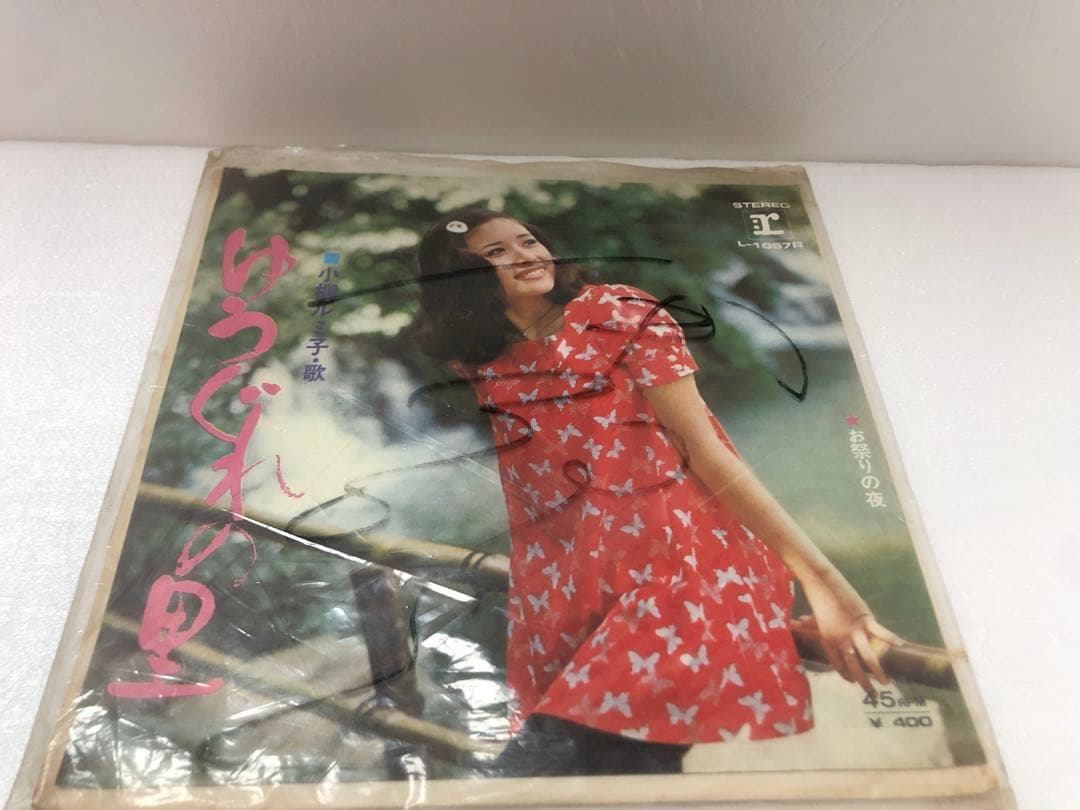 ゆうぐれの里
■小柳ルミ子・歌
STEREO
r
L-1057R
★お祭りの夜
45RPM
￥400